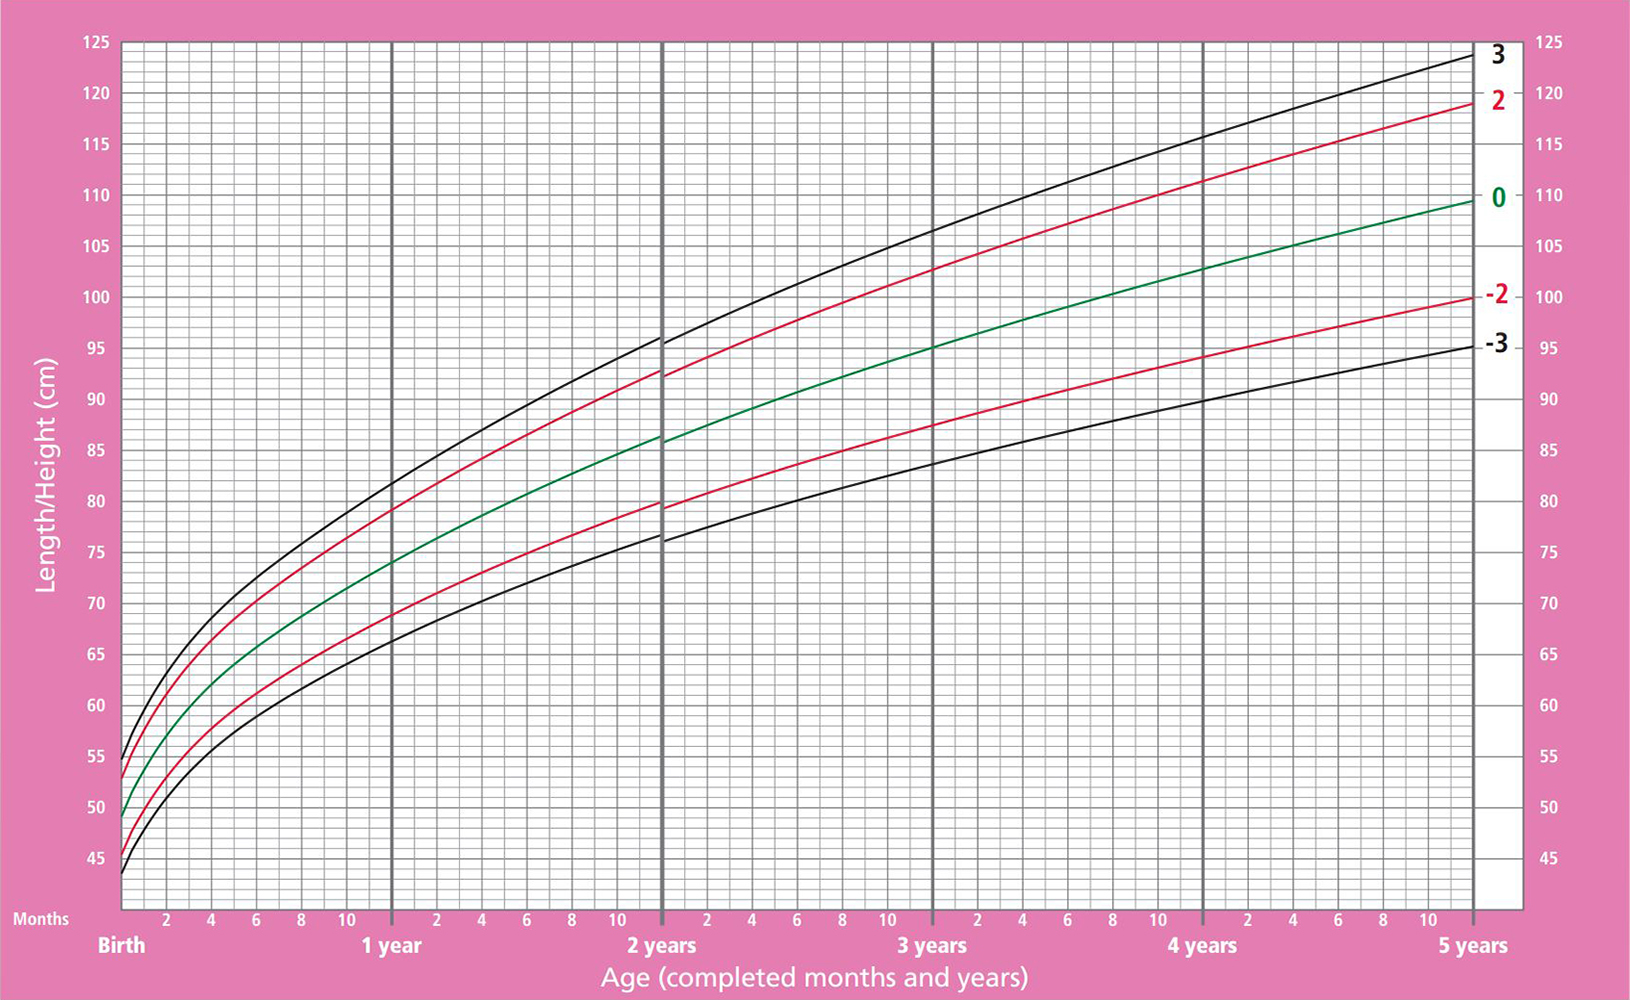 125 125
3
120 2 120
115 115
110 0 110
105 105
100 -2 100
95 -3 95
90 90
85 85
80 80
75 75
70 70
65 65
60 60
55 55
50 50
45 45
Length/Height (cm)
Months 2 4 6 8 10 2 4 6 8 10 2 4 6 8 10 2 4 6 8 10 2 4 6 8 10
Birth 1 year 2 years 3 years 4 years 5 years
Age (completed months and years)